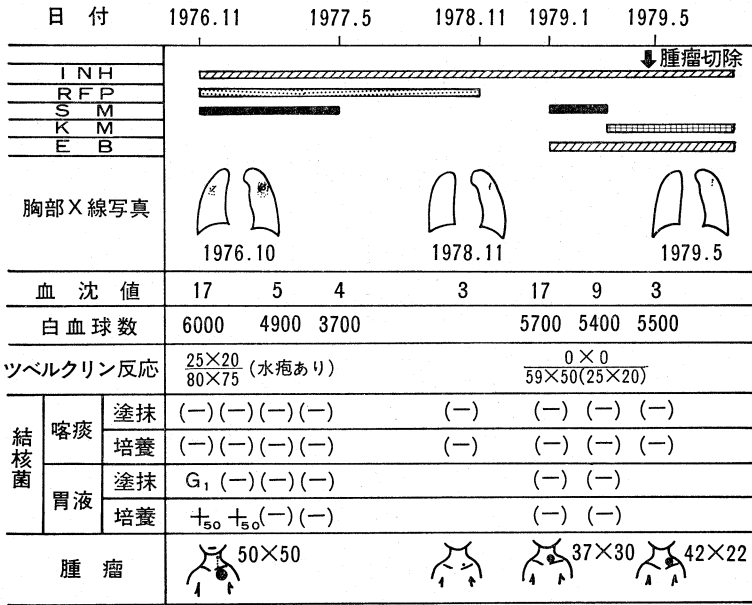 日 付 1976.11 1977.5 1978.11 1979.1 1979.5
腫瘤切除
INH
RFP
S M
K M
E B
胸部X線写真
1976.10 1978.11 1979.5
血 沈 値 17 5 4 3 17 9 3
白血球数 6000 4900 3700 5700 5400 5500
ツベルクリン反応 25×20 (水疱あり) 0×0
80×75 59×50(25×20)
結核菌 喀痰 塗抹 (−) (−) (−) (−) (−) (−) (−) (−)
培養 (−) (−) (−) (−) (−) (−) (−) (−)
胃液 塗抹 G₁ (−) (−) (−) (−) (−)
培養 +₅₀ +₅₀ (−) (−) (−) (−)
腫 瘤 50×50 37×30 42×22